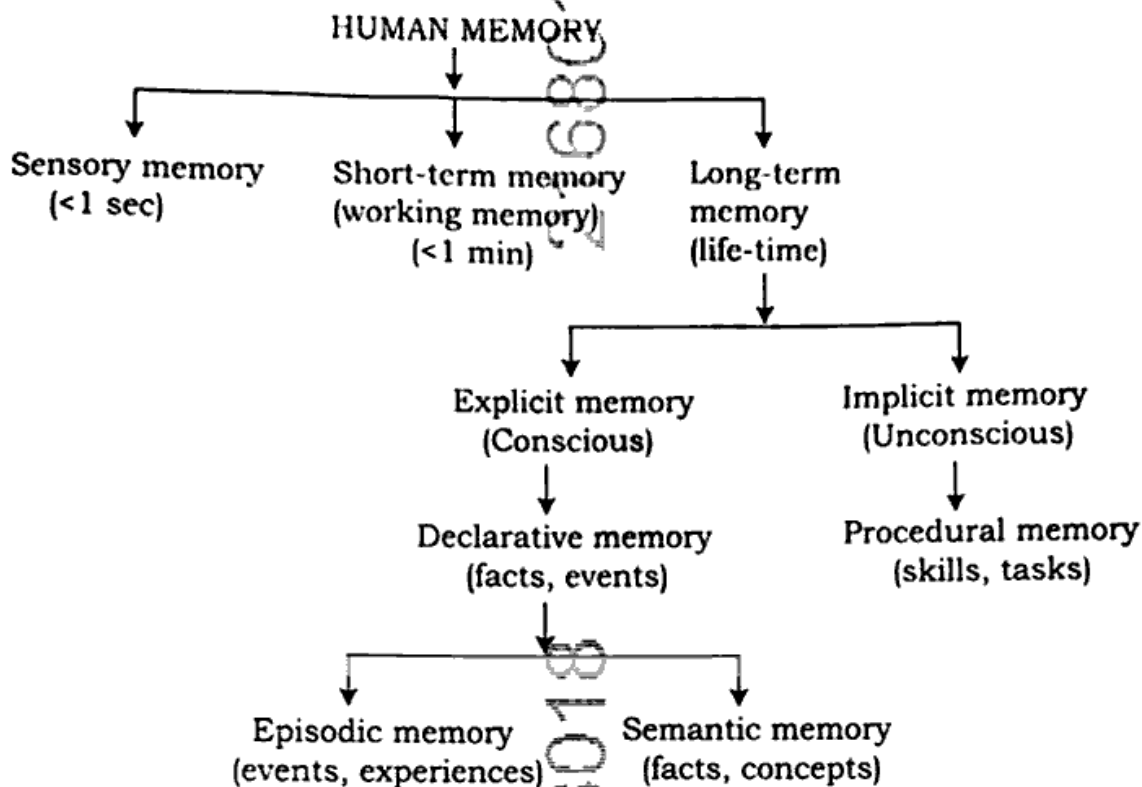 HUMAN MEMORY
Sensory memory
(<1 sec)
Short-term memory
(working memory)
(<1 min)
Long-term
memory
(life-time)
Explicit memory
(Conscious)
Implicit memory
(Unconscious)
Declarative memory
(facts, events)
Procedural memory
(skills, tasks)
Episodic memory
(events, experiences)
Semantic memory
(facts, concepts)